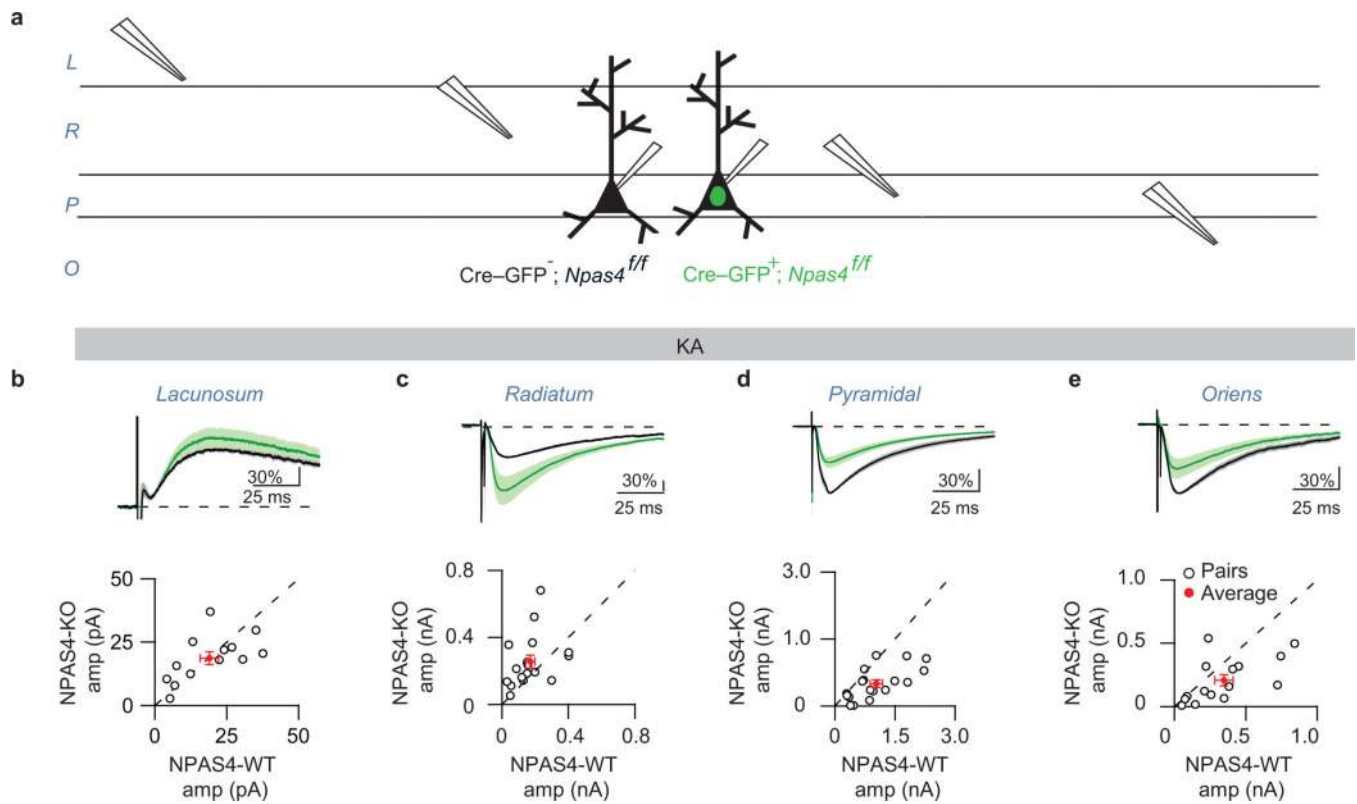 a
L
R
P
O
Cre–GFP⁻; Npas4 f/f
Cre–GFP⁺; Npas4 f/f
KA
b
Lacunosum
30%
25 ms
50
25
0
NPAS4-KO
amp (pA)
0
25
50
NPAS4-WT
amp (pA)
c
Radiatum
30%
25 ms
0.8
0.4
0
NPAS4-KO
amp (nA)
0
0.4
0.8
NPAS4-WT
amp (nA)
d
Pyramidal
30%
25 ms
3.0
1.0
0
NPAS4-KO
amp (nA)
0
1.5
3.0
NPAS4-WT
amp (nA)
e
Oriens
30%
25 ms
1.0
0.5
0
NPAS4-KO
amp (nA)
Pairs
Average
0
0.5
1.0
NPAS4-WT
amp (nA)